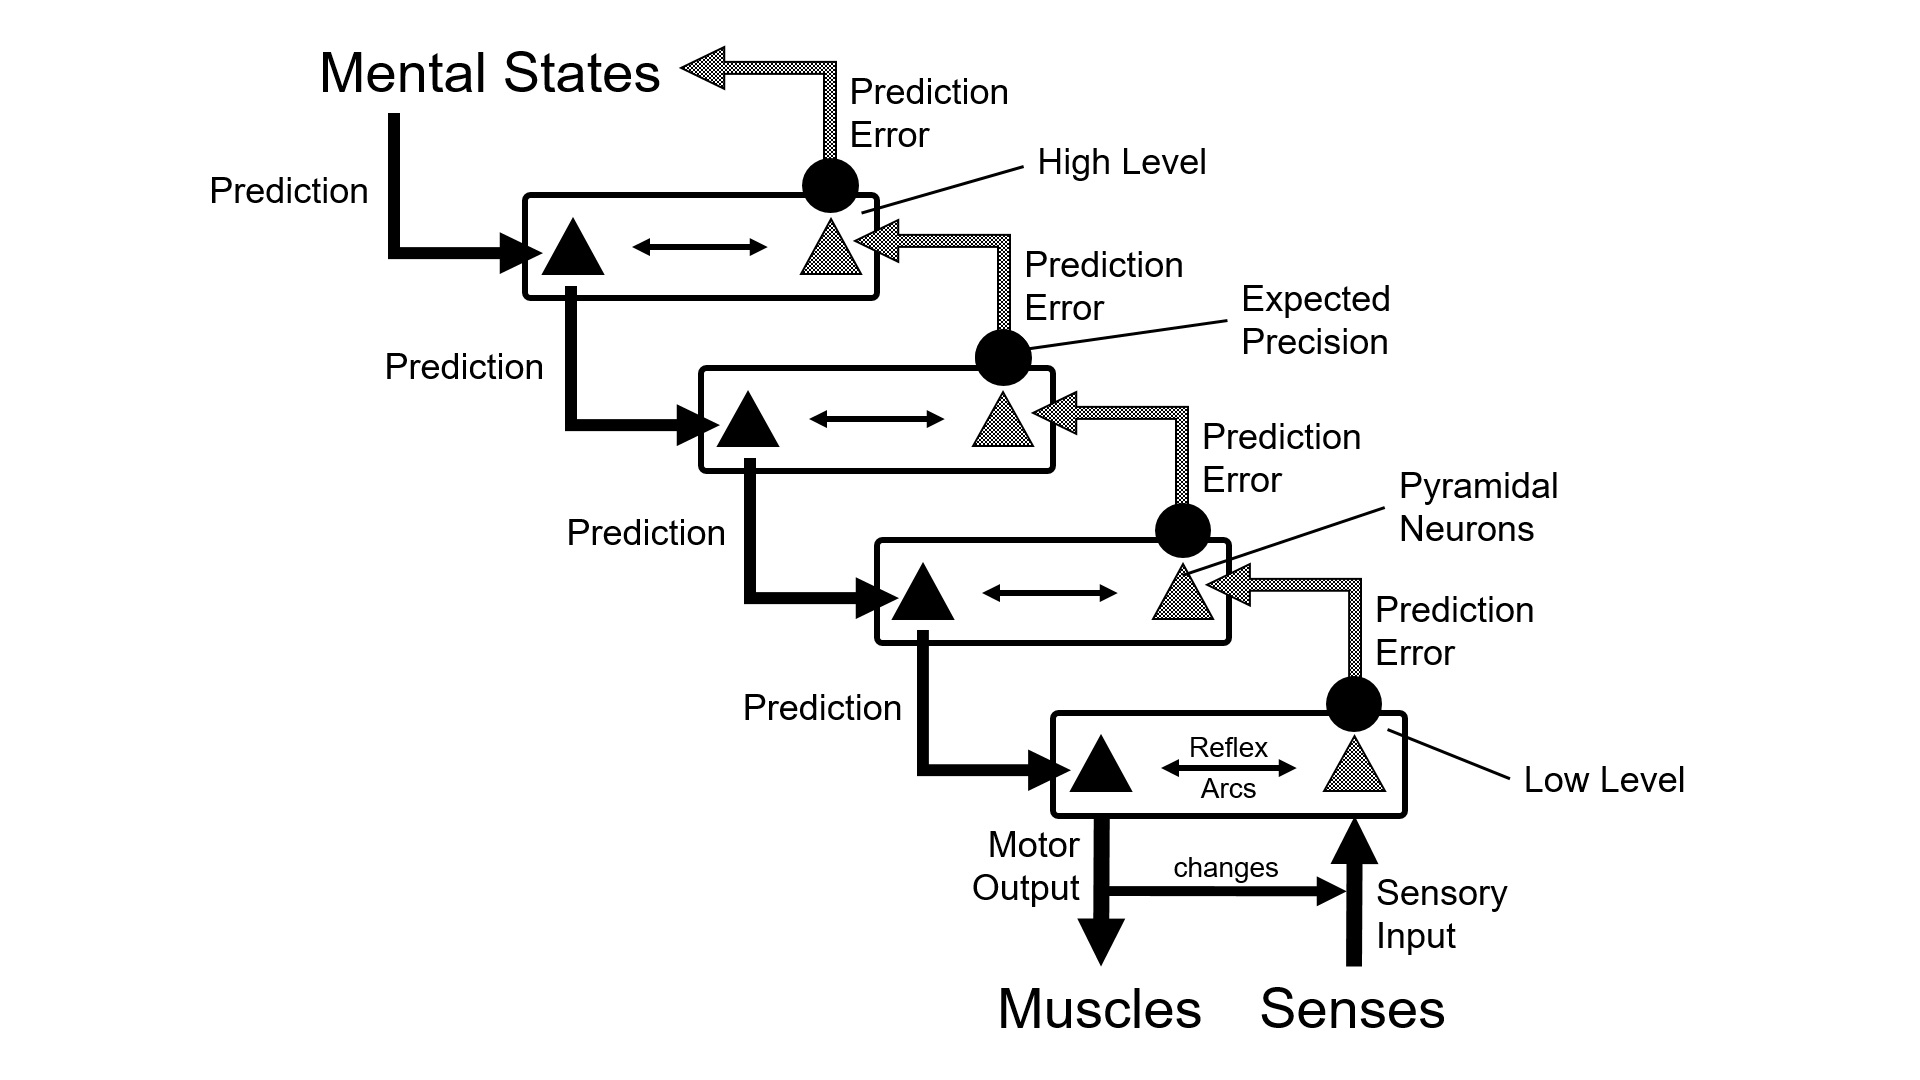 Mental States
Prediction
Error
High Level
Prediction
Prediction
Error
Expected
Precision
Prediction
Prediction
Error
Pyramidal
Neurons
Prediction
Prediction
Error
Prediction
Reflex
Arcs
Low Level
Motor
Output
changes
Sensory
Input
Muscles
Senses